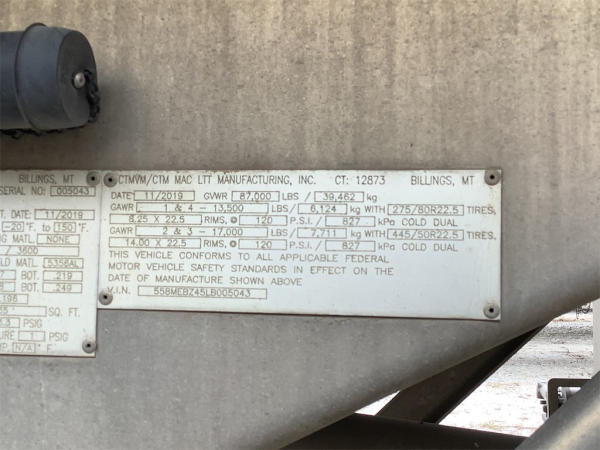 BILLINGS, MT
SERIAL NO: 005043
T. DATE: 11/2019
-20 °F. to 150 °F.
G MATL: NONE
3600
LD MATL 5356AL
BOT. 219
BOT. 249
.196
SQ. FT.
PSIG
URE 1 PSIG
N/A ° F.
CTMVM/CTM MAC LTT MANUFACTURING, INC. CT: 12873 BILLINGS, MT
DATE 11/2019 GVWR 87,000 LBS / 39,462 kg
GAWR 1 & 4 - 13,500 LBS / 6,124 kg WITH 275/80R22.5 TIRES,
8.25 X 22.5 RIMS, @ 120 P.S.I./ 827 kPa COLD DUAL
GAWR 2 & 3 - 17,000 LBS / 7,711 kg WITH 445/50R22.5 TIRES,
14.00 X 22.5 RIMS, @ 120 P.S.I./ 827 kPa COLD DUAL
THIS VEHICLE CONFORMS TO ALL APPLICABLE FEDERAL
MOTOR VEHICLE SAFETY STANDARDS IN EFFECT ON THE
DATE OF MANUFACTURE SHOWN ABOVE
V.I.N. 558MEBZ45LB005043